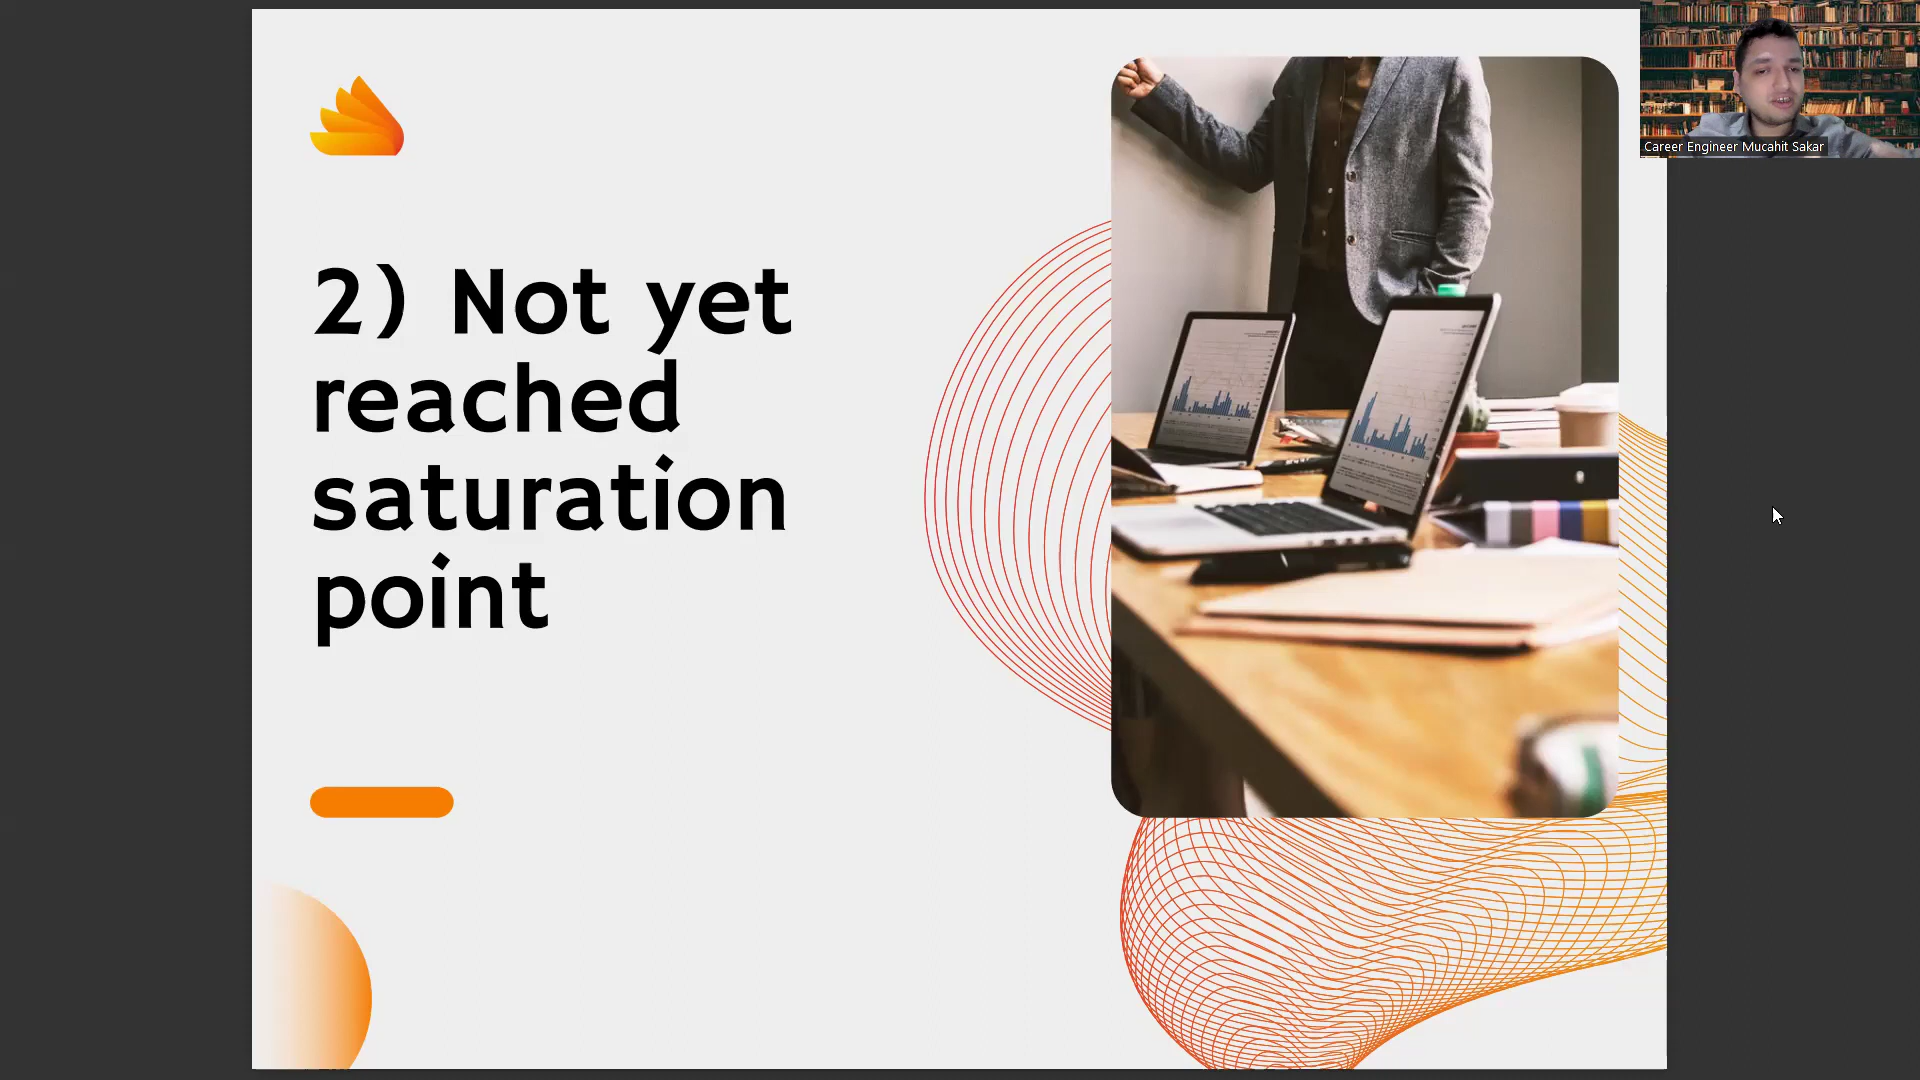 2) Not yet
reached
saturation
point
Career Engineer Mucahit Sakar